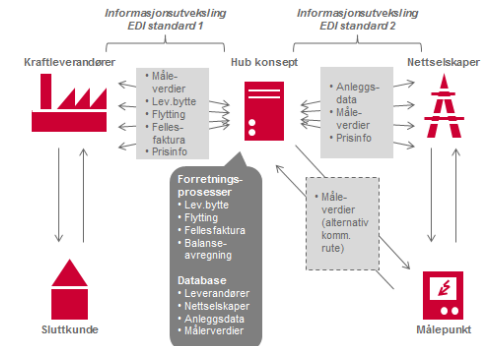 Informasjonsutveksling
EDI standard 1
Informasjonsutveksling
EDI standard 2
Kraftleverandører
Hub konsept
Nettselskaper
• Måle-
verdier
• Lev.bytte
• Flytting
• Felles-
faktura
• Prisinfo
• Anleggs-
data
• Måle-
verdier
• Prisinfo
Forretnings-
prosesser
• Lev.bytte
• Flytting
• Fellesfaktura
• Balanse-
avregning
Database
• Leverandører
• Nettselskaper
• Anleggsdata
• Målerverdier
• Måle-
verdier
(alternativ
komm.
rute)
Sluttkunde
Målepunkt